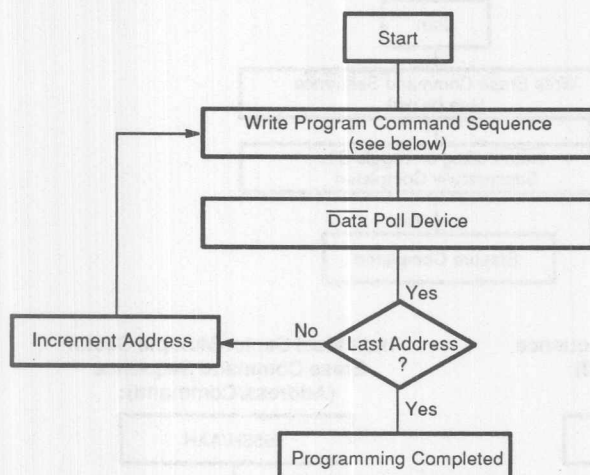 Start
Write Program Command Sequence
(see below)
Data Poll Device
Yes
Increment Address
No
Last Address
?
Yes
Programming Completed